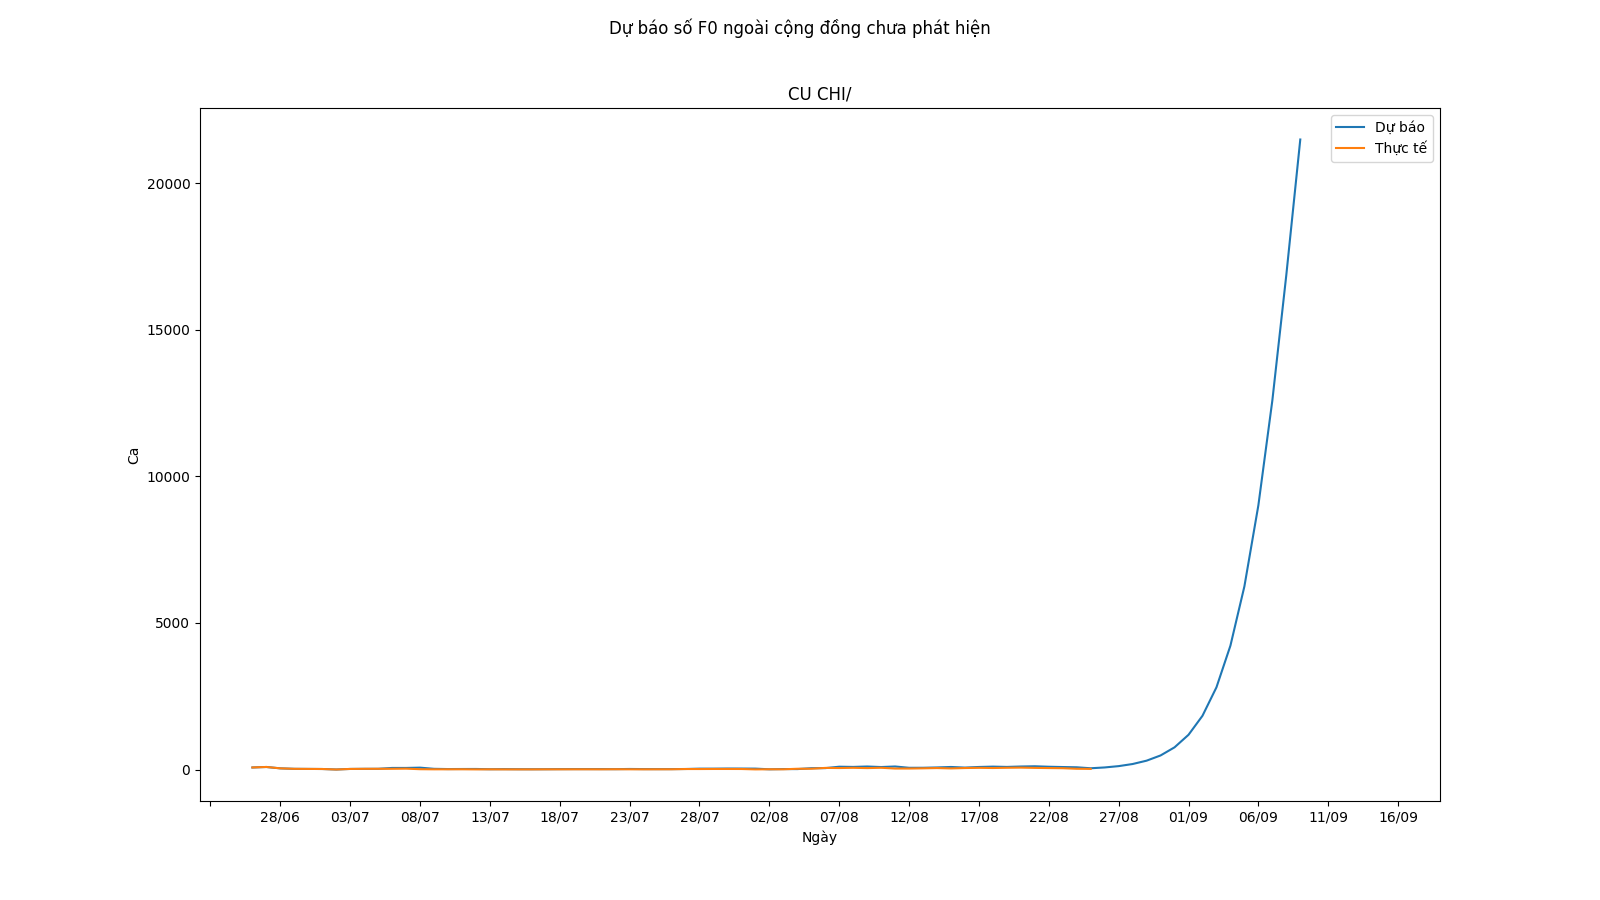 Dự báo số F0 ngoài cộng đồng chưa phát hiện
CU CHI/
Dự báo
Thực tế
20000
15000
10000
5000
0
Ca
28/06 03/07 08/07 13/07 18/07 23/07 28/07 02/08 07/08 12/08 17/08 22/08 27/08 01/09 06/09 11/09 16/09
Ngày